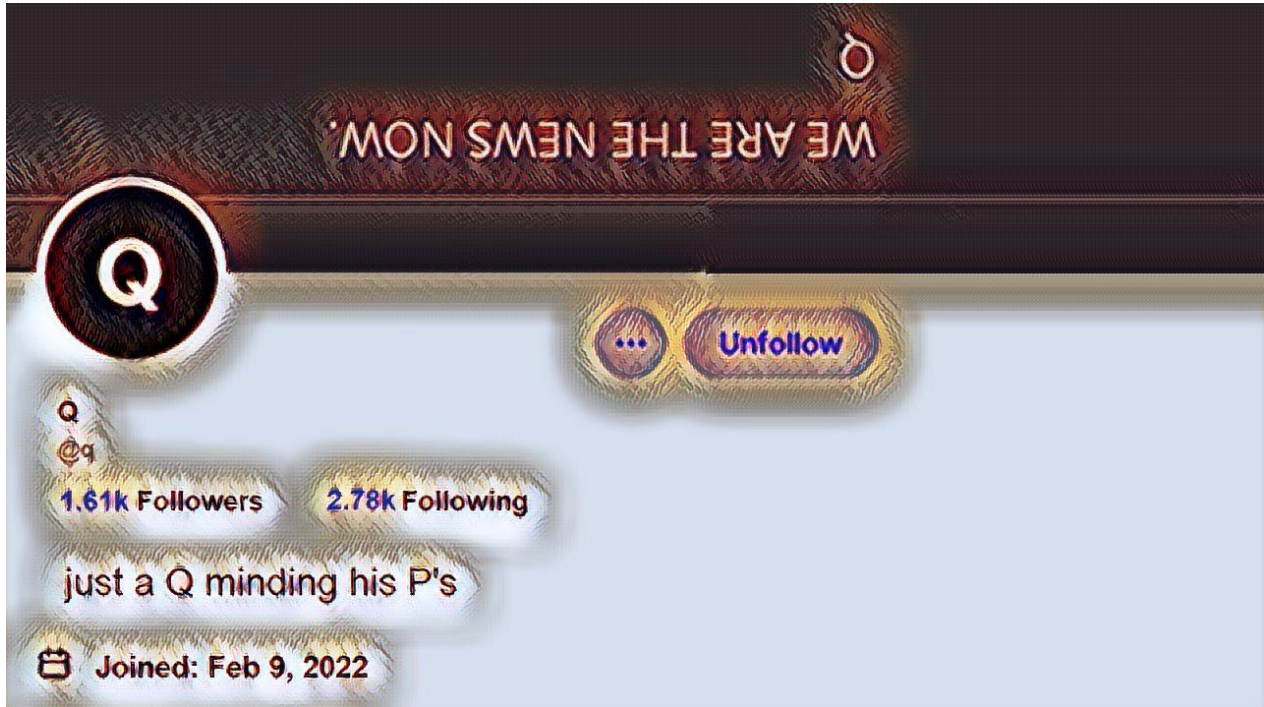 Q
WE ARE THE NEWS NOW.
Q
... Unfollow
Q
@q
1.61k Followers 2.78k Following
just a Q minding his P's
Joined: Feb 9, 2022